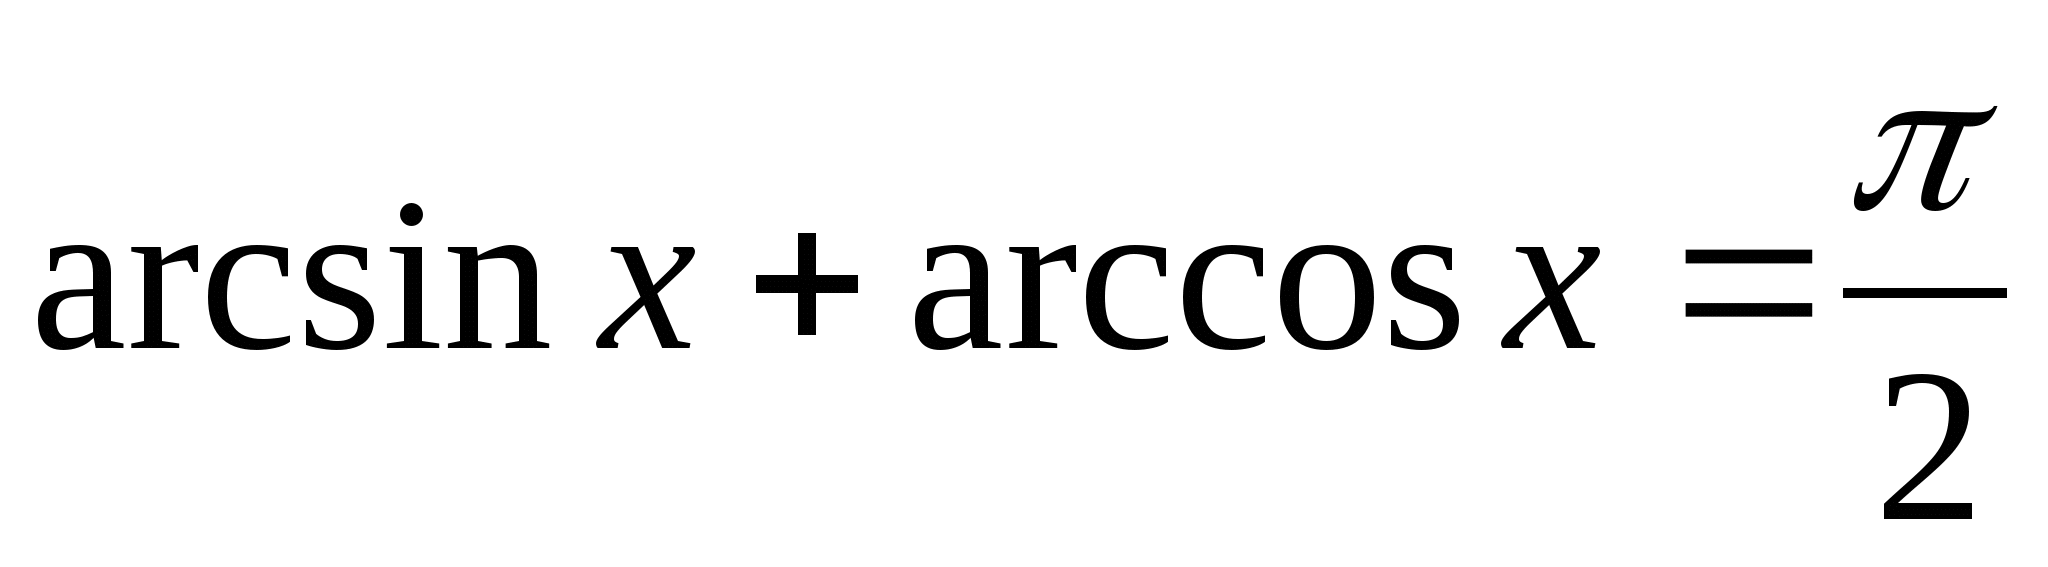 arcsin x + arccos x = π/2